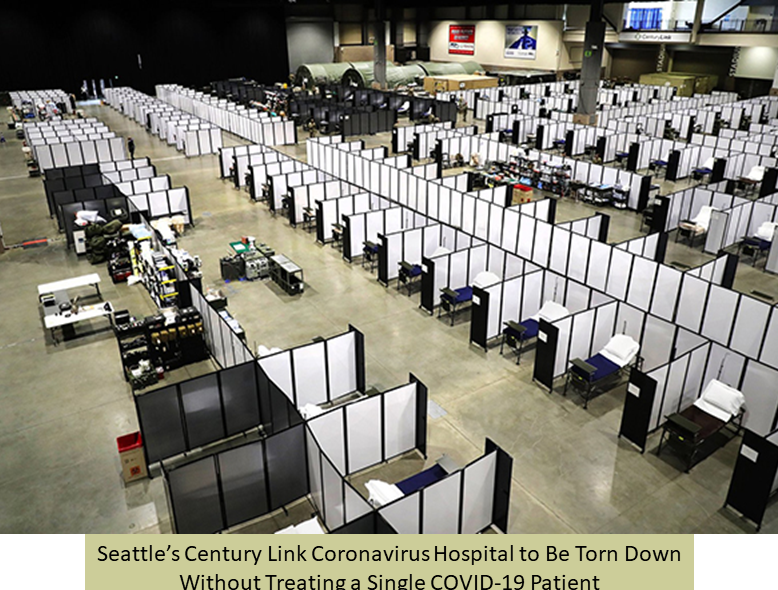 CenturyLink
Seattle's Century Link Coronavirus Hospital to Be Torn Down
Without Treating a Single COVID-19 Patient